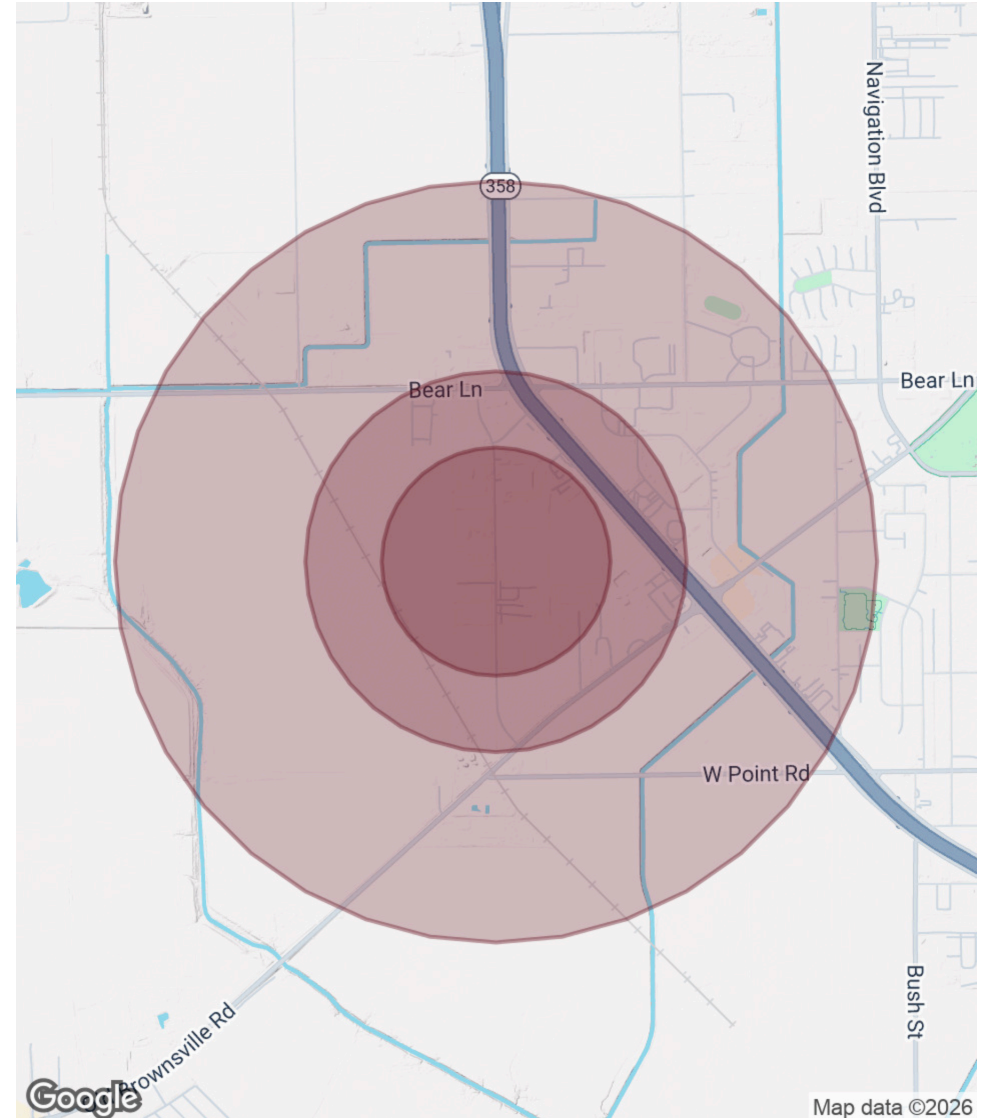 Navigation Blvd
358
Bear Ln
Bear Ln
W Point Rd
Bush St
Brownsville Rd
Google
Map data ©2026